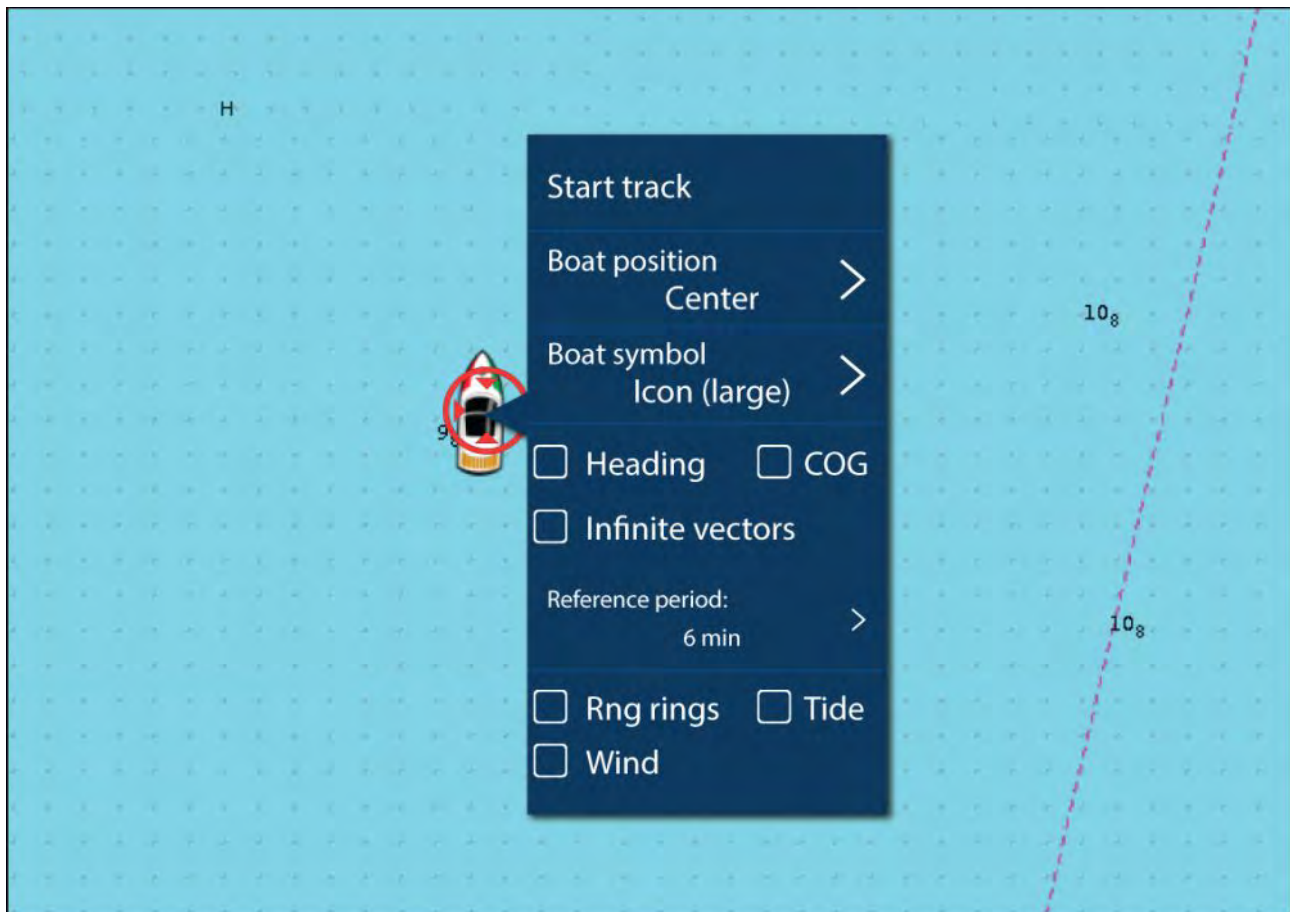 H
Start track
Boat position
Center
10₈
Boat symbol
Icon (large)
Heading
COG
Infinite vectors
Reference period:
6 min
10₈
Rng rings
Tide
Wind